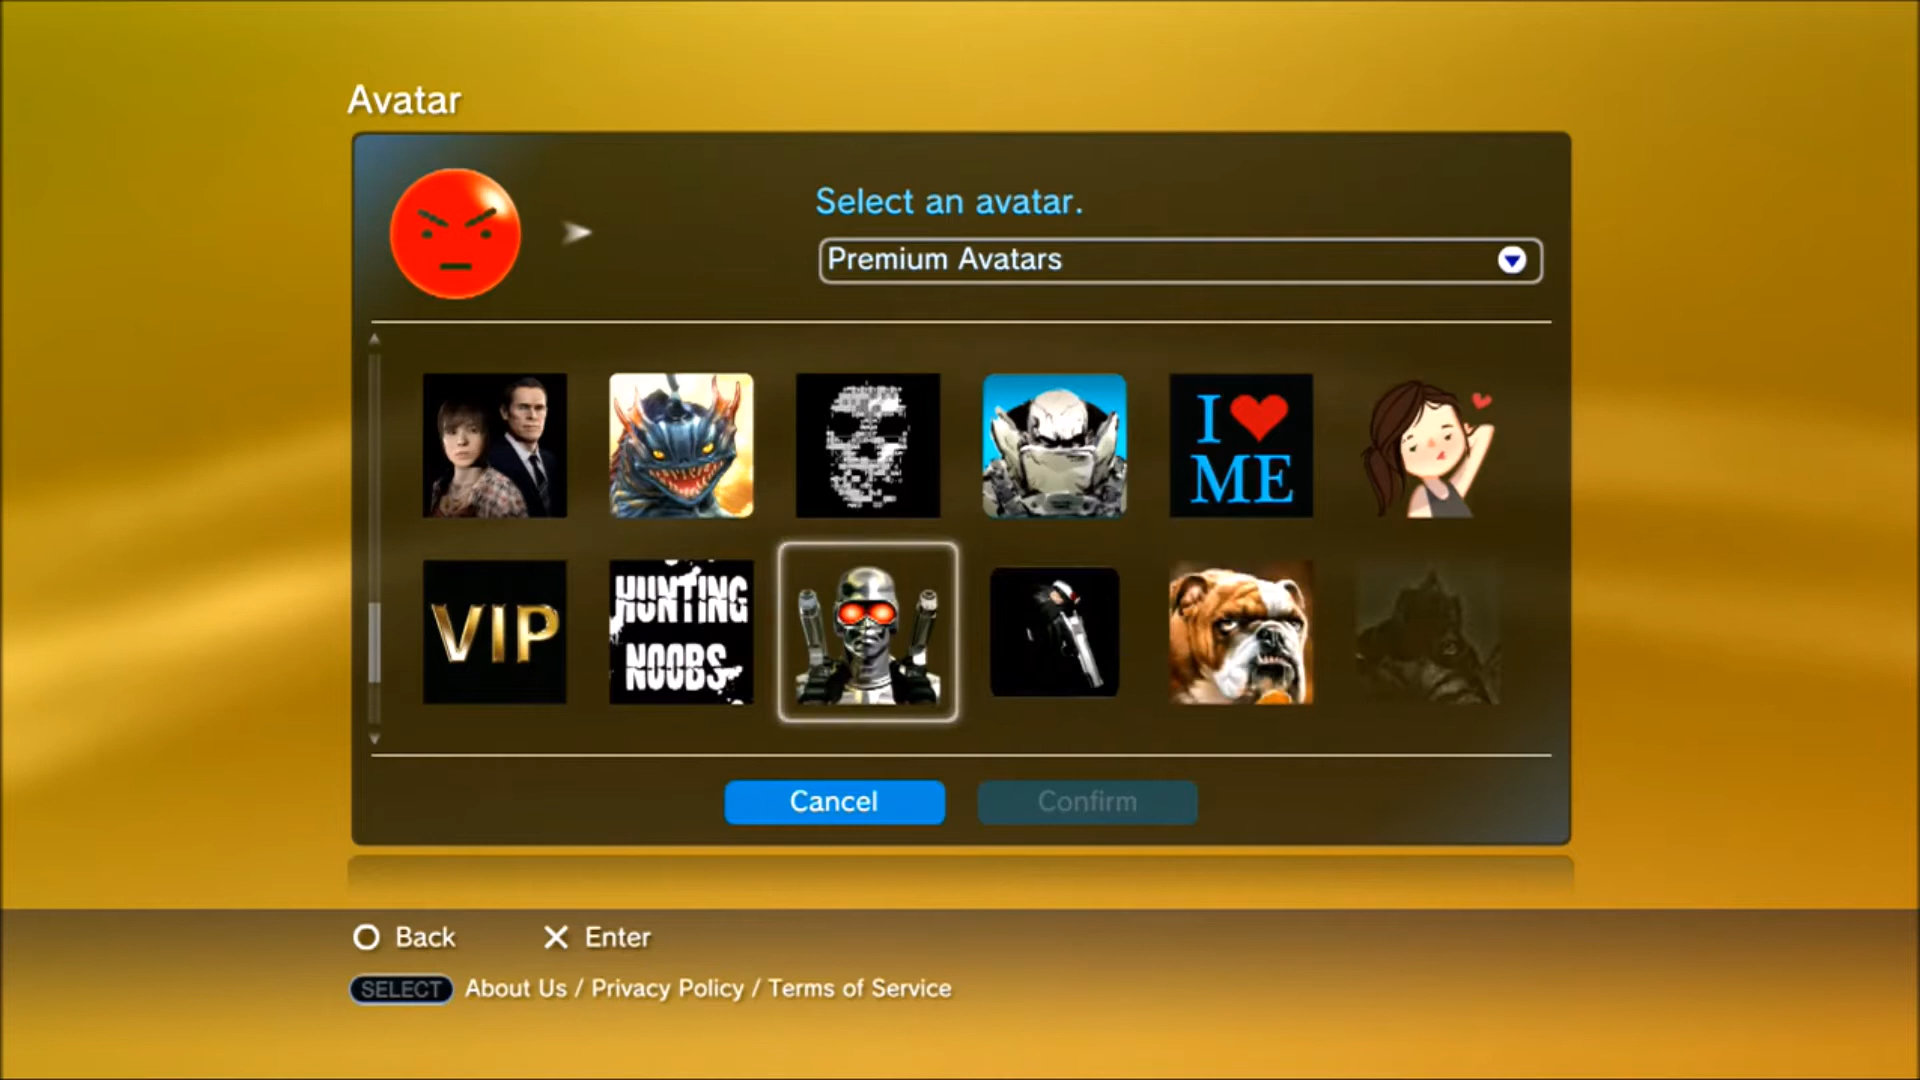 Avatar
Select an avatar.
Premium Avatars
I ❤ ME
VIP
HUNTING
NOOBS
Cancel
Confirm
Back
Enter
SELECT About Us / Privacy Policy / Terms of Service